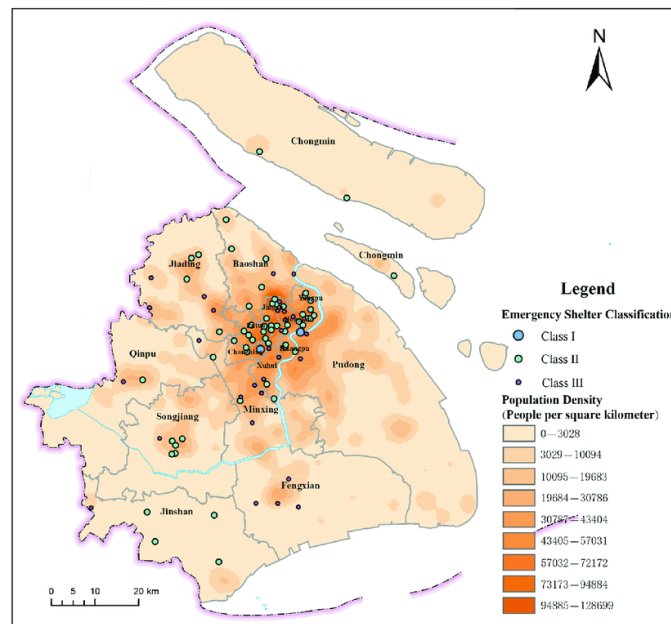 N
Chongmin
Chongmin
Jiading
Baoshan
Qinpu
Xuhui
Pudong
Songjiang
Minxing
Fengxian
Jinshan
0 5 10 20 km
Legend
Emergency Shelter Classification
Class I
Class II
Class III
Population Density
(People per square kilometer)
0—3028
3029—10094
10095—19683
19684—30786
30787—43404
43405—57031
57032—72172
73173—94884
94885—128699